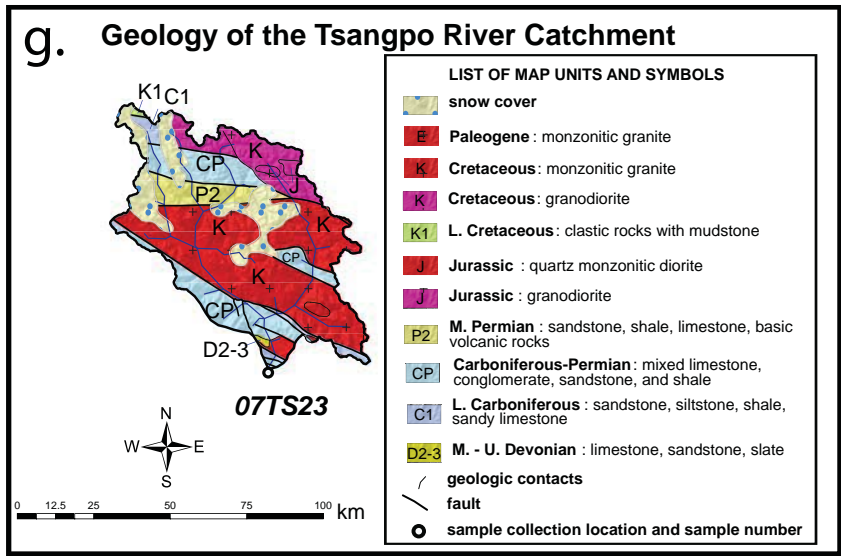 g. Geology of the Tsangpo River Catchment
K1 C1
K
CP
J
P2
K
K
CP
K
CP
D2-3
07TS23
N
W E
S
0 12.5 25 50 75 100 km
LIST OF MAP UNITS AND SYMBOLS
snow cover
E Paleogene : monzonitic granite
K Cretaceous : monzonitic granite
K Cretaceous : granodiorite
K1 L. Cretaceous : clastic rocks with mudstone
J Jurassic : quartz monzonitic diorite
J Jurassic : granodiorite
P2 M. Permian : sandstone, shale, limestone, basic
volcanic rocks
CP Carboniferous-Permian : mixed limestone,
conglomerate, sandstone, and shale
C1 L. Carboniferous : sandstone, siltstone, shale,
sandy limestone
D2-3 M. - U. Devonian : limestone, sandstone, slate
geologic contacts
fault
sample collection location and sample number